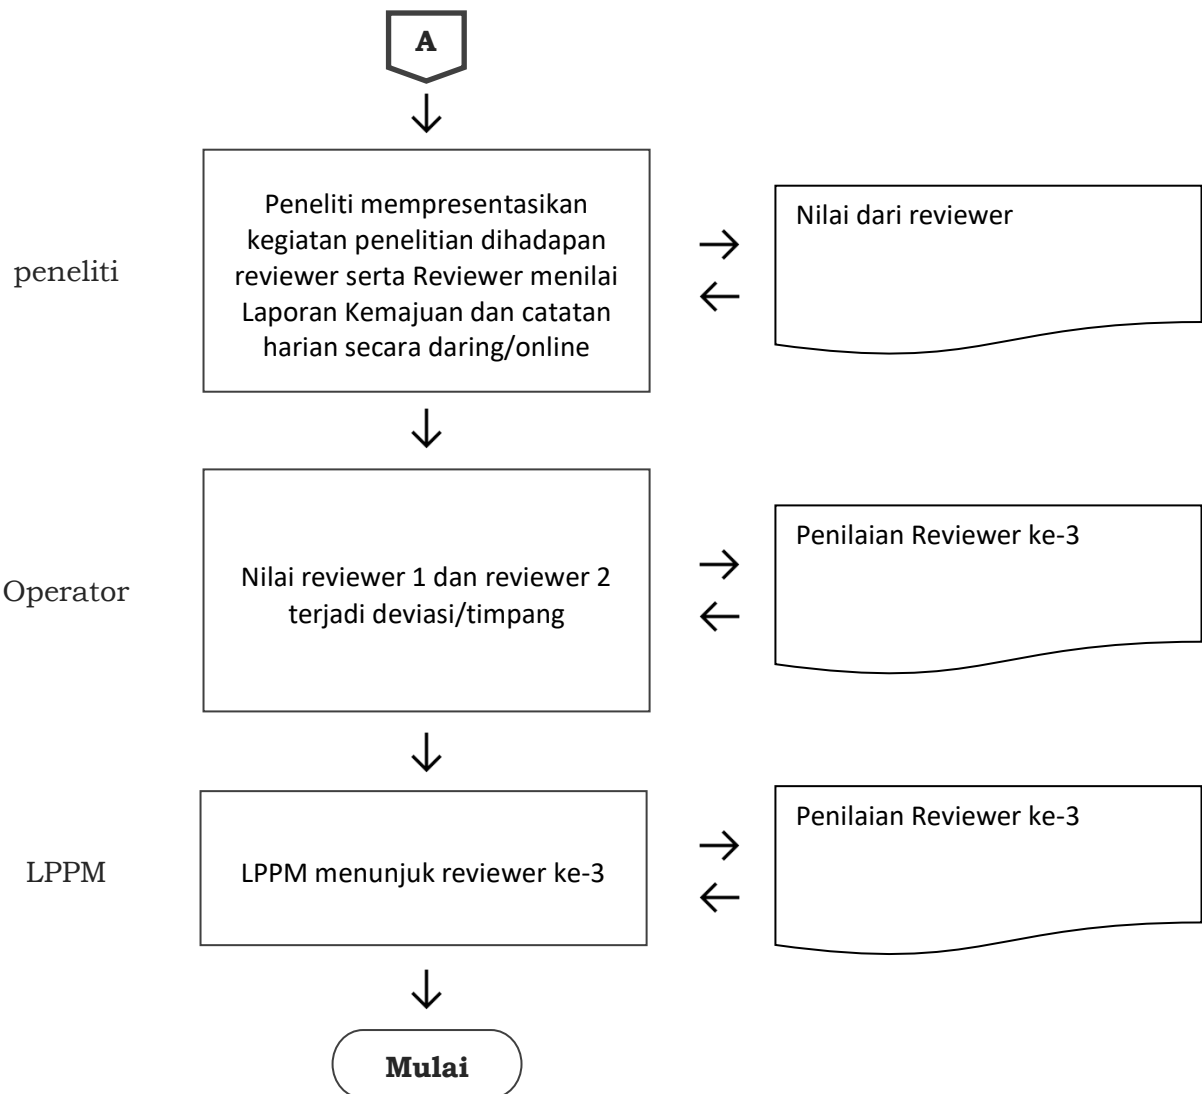 A
peneliti
Peneliti mempresentasikan
kegiatan penelitian dihadapan
reviewer serta Reviewer menilai
Laporan Kemajuan dan catatan
harian secara daring/online
Nilai dari reviewer
Operator
Nilai reviewer 1 dan reviewer 2
terjadi deviasi/timpang
Penilaian Reviewer ke-3
LPPM
LPPM menunjuk reviewer ke-3
Penilaian Reviewer ke-3
Mulai